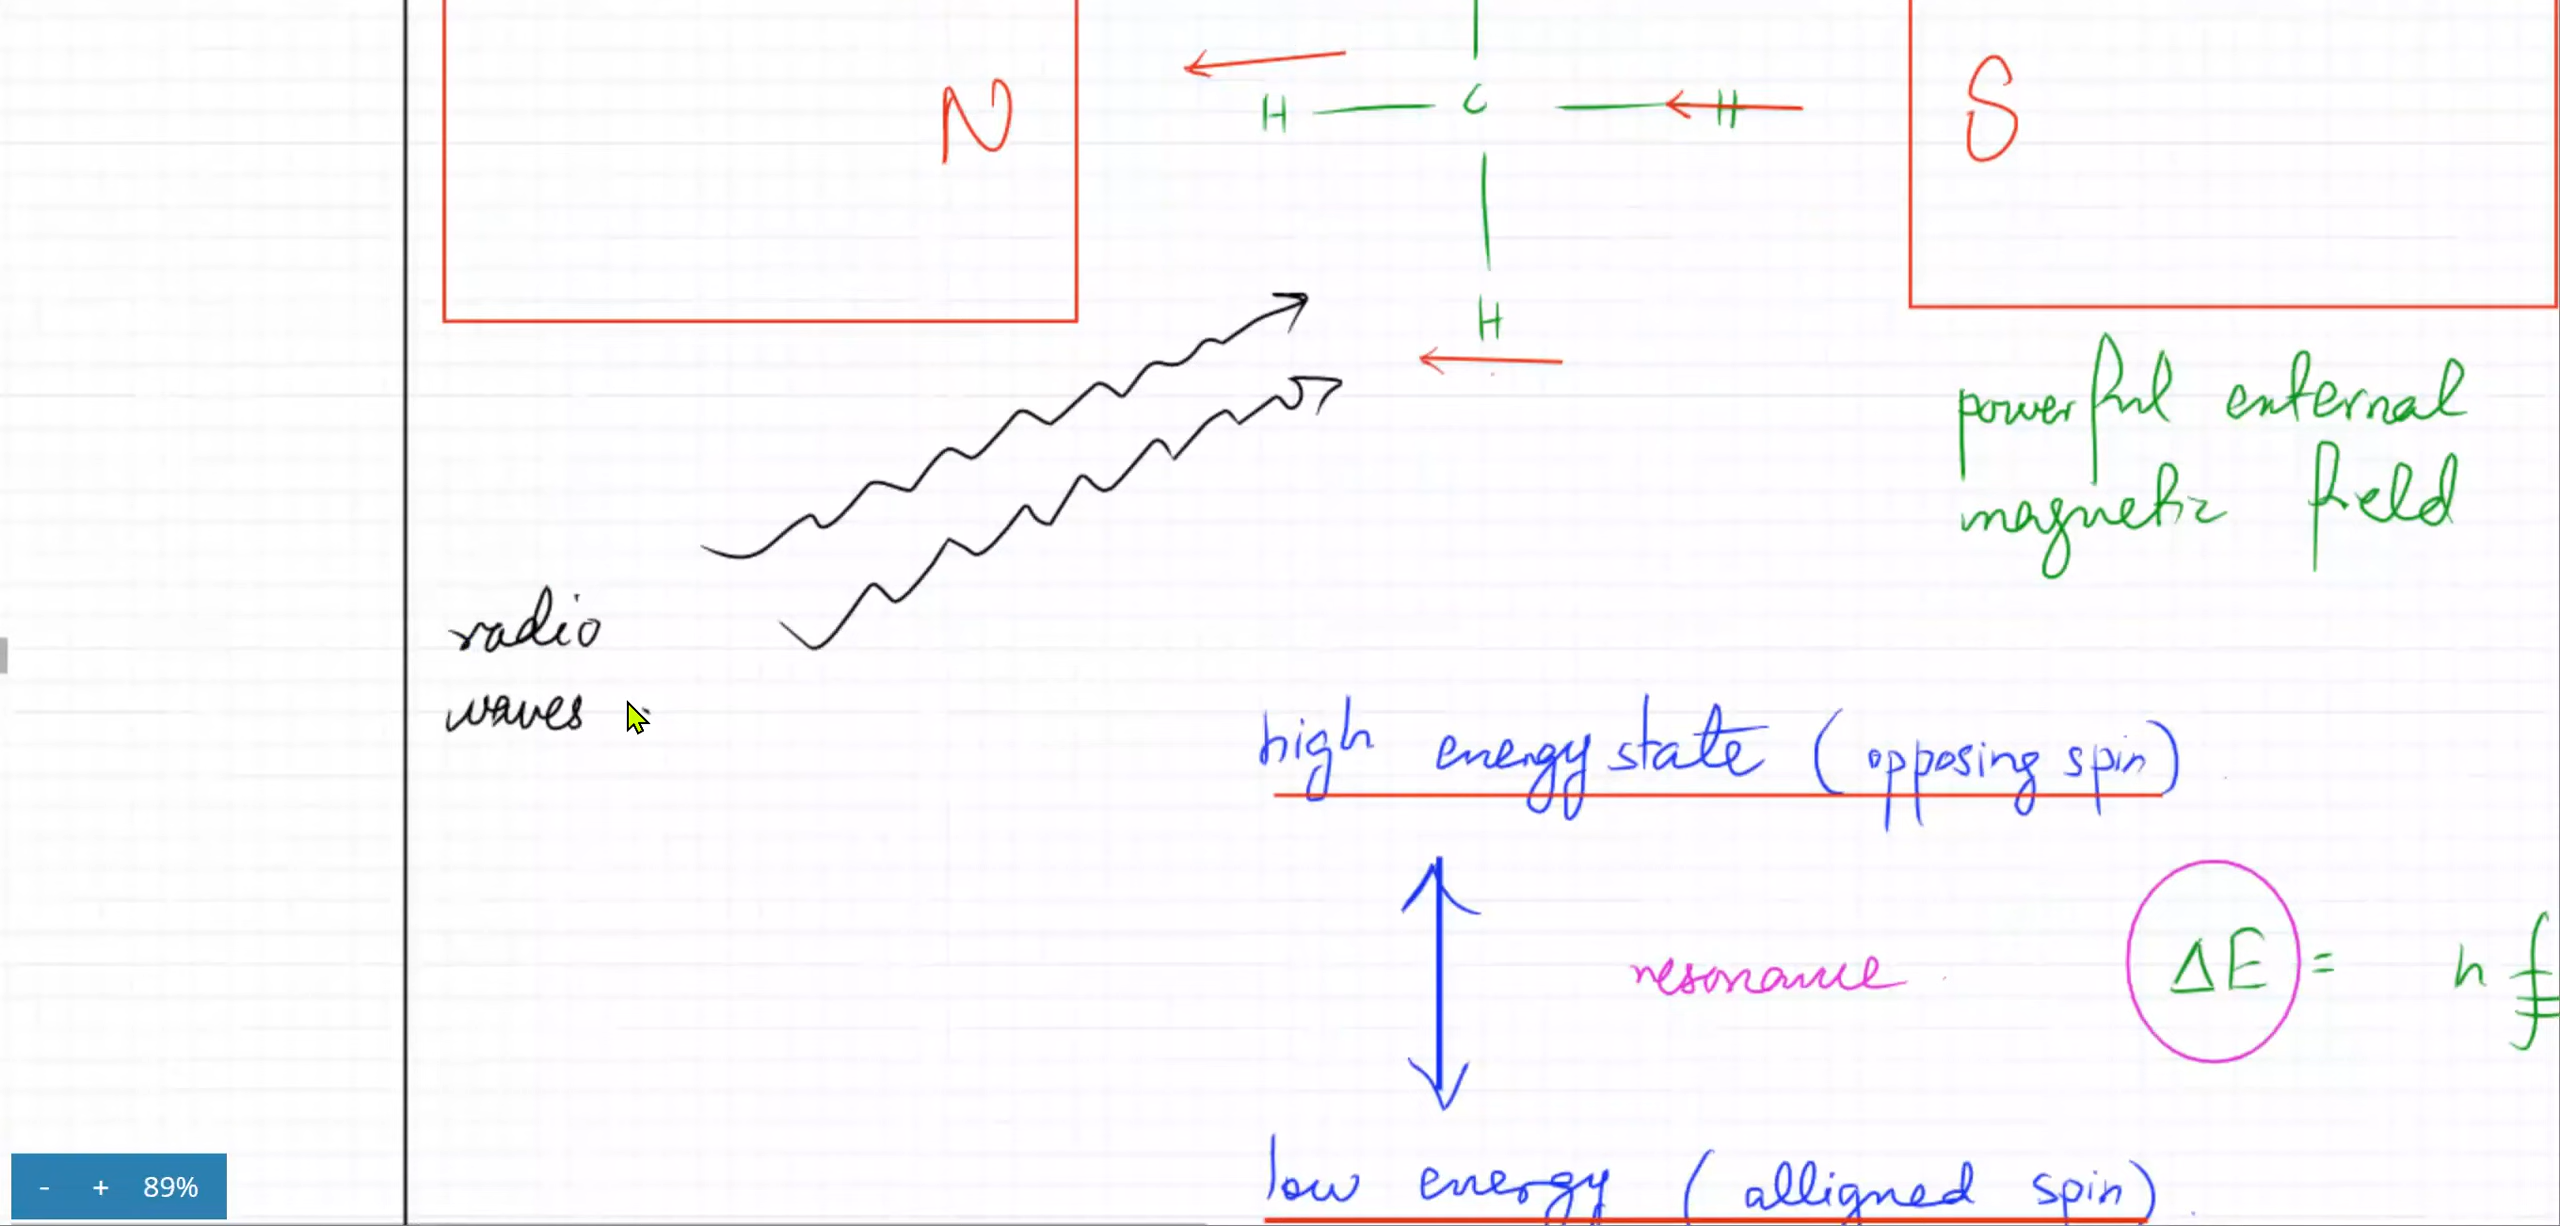 N
H C H
S
H
powerful external
magnetic field
radio
waves
high energy state (opposing spin)
resonance
ΔE = h f
low energy (alligned spin)
- + 89%